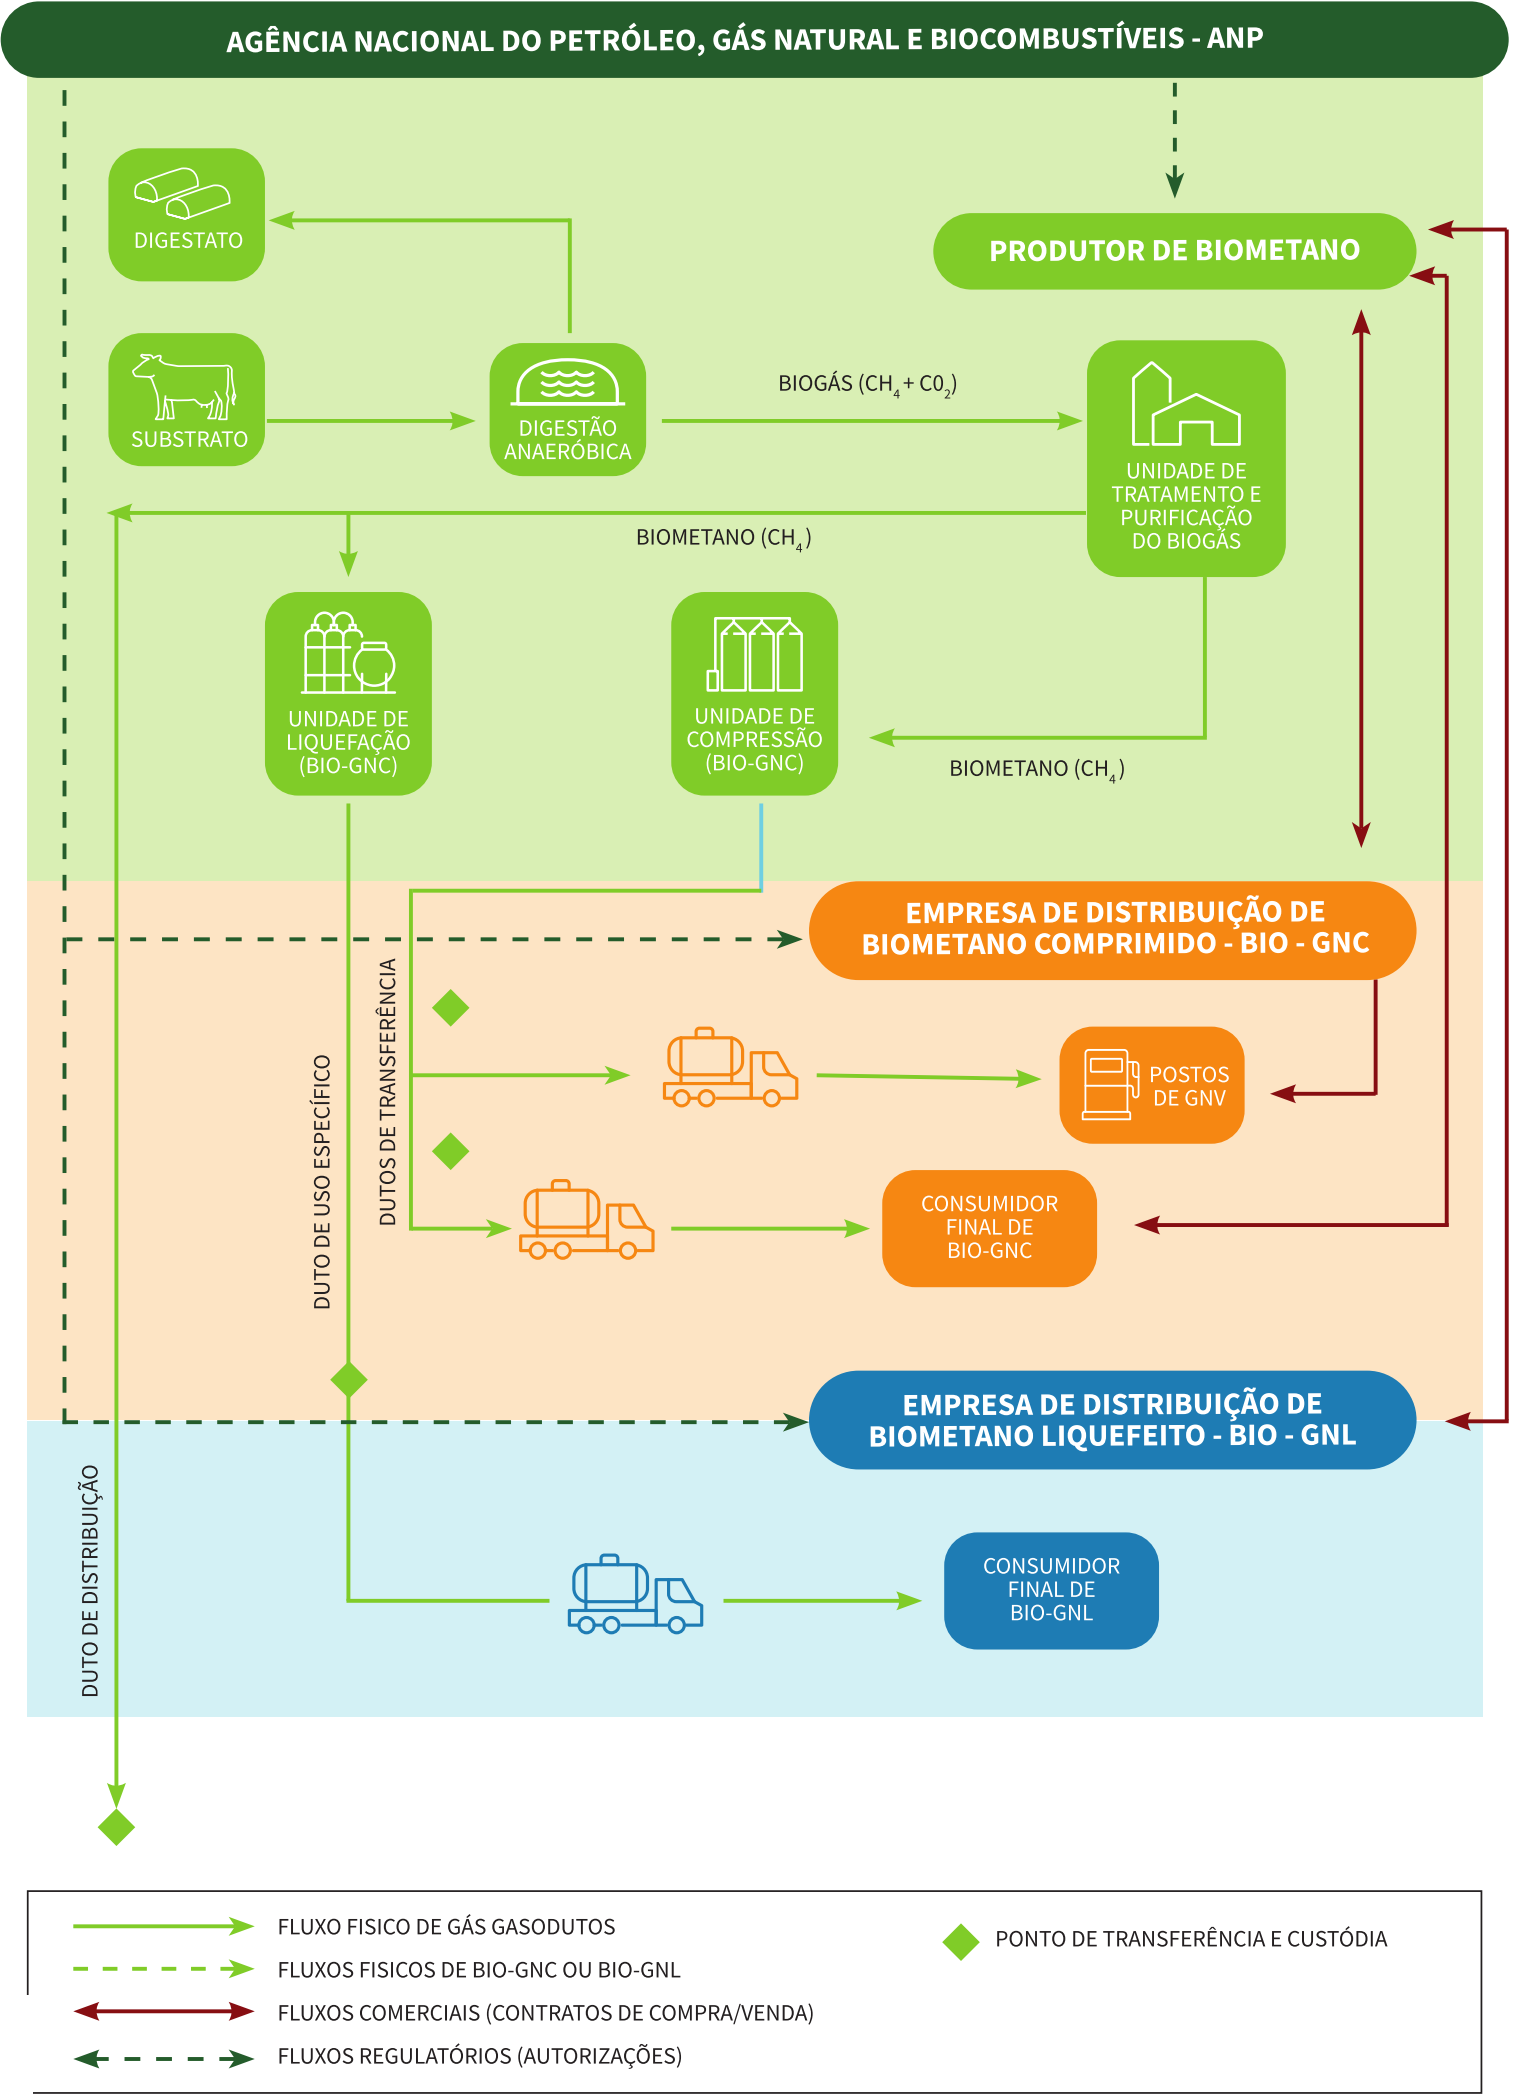 AGÊNCIA NACIONAL DO PETRÓLEO, GÁS NATURAL E BIOCOMBUSTÍVEIS - ANP
DIGESTATO
PRODUTOR DE BIOMETANO
SUBSTRATO
DIGESTÃO
ANAERÓBICA
BIOGÁS (CH₄ + C0₂)
UNIDADE DE
TRATAMENTO E
PURIFICAÇÃO
DO BIOGÁS
BIOMETANO (CH₄)
UNIDADE DE
LIQUEFAÇÃO
(BIO-GNC)
UNIDADE DE
COMPRESSÃO
(BIO-GNC)
BIOMETANO (CH₄)
EMPRESA DE DISTRIBUIÇÃO DE
BIOMETANO COMPRIMIDO - BIO - GNC
DUTOS DE TRANSFERÊNCIA
DUTO DE USO ESPECÍFICO
POSTOS
DE GNV
CONSUMIDOR
FINAL DE
BIO-GNC
EMPRESA DE DISTRIBUIÇÃO DE
BIOMETANO LIQUEFEITO - BIO - GNL
DUTO DE DISTRIBUIÇÃO
CONSUMIDOR
FINAL DE
BIO-GNL
FLUXO FISICO DE GÁS GASODUTOS
FLUXOS FISICOS DE BIO-GNC OU BIO-GNL
FLUXOS COMERCIAIS (CONTRATOS DE COMPRA/VENDA)
FLUXOS REGULATÓRIOS (AUTORIZAÇÕES)
PONTO DE TRANSFERÊNCIA E CUSTÓDIA